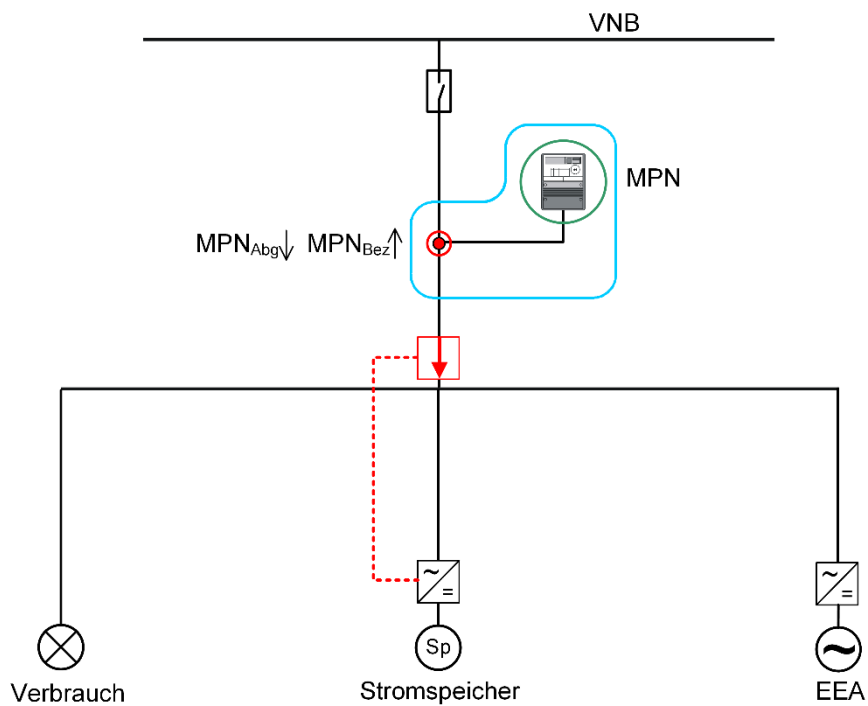 VNB
MPN
MPNAbg↓ MPNBez↑
~
=
~
=
Sp
~
Verbrauch
Stromspeicher
EEA